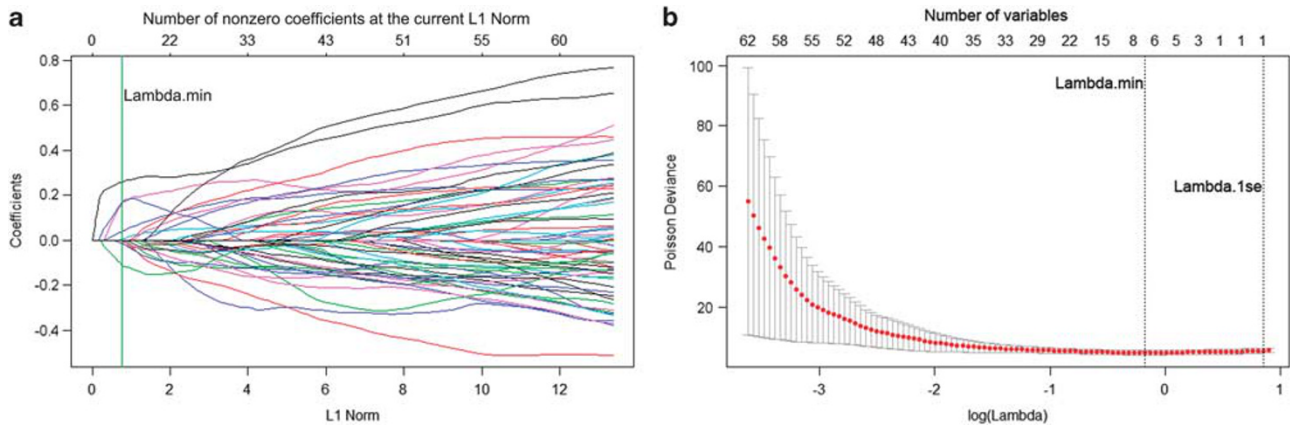 a
Number of nonzero coefficients at the current L1 Norm
0 22 33 43 51 55 60
0.8
0.6
0.4
0.2
0.0
-0.2
-0.4
Coefficients
Lambda.min
0 2 4 6 8 10 12
L1 Norm
b
Number of variables
62 58 55 52 48 43 40 35 33 29 22 15 8 6 5 3 1 1 1
100
80
60
40
20
Poisson Deviance
Lambda.min
Lambda.1se
-3 -2 -1 0 1
log(Lambda)